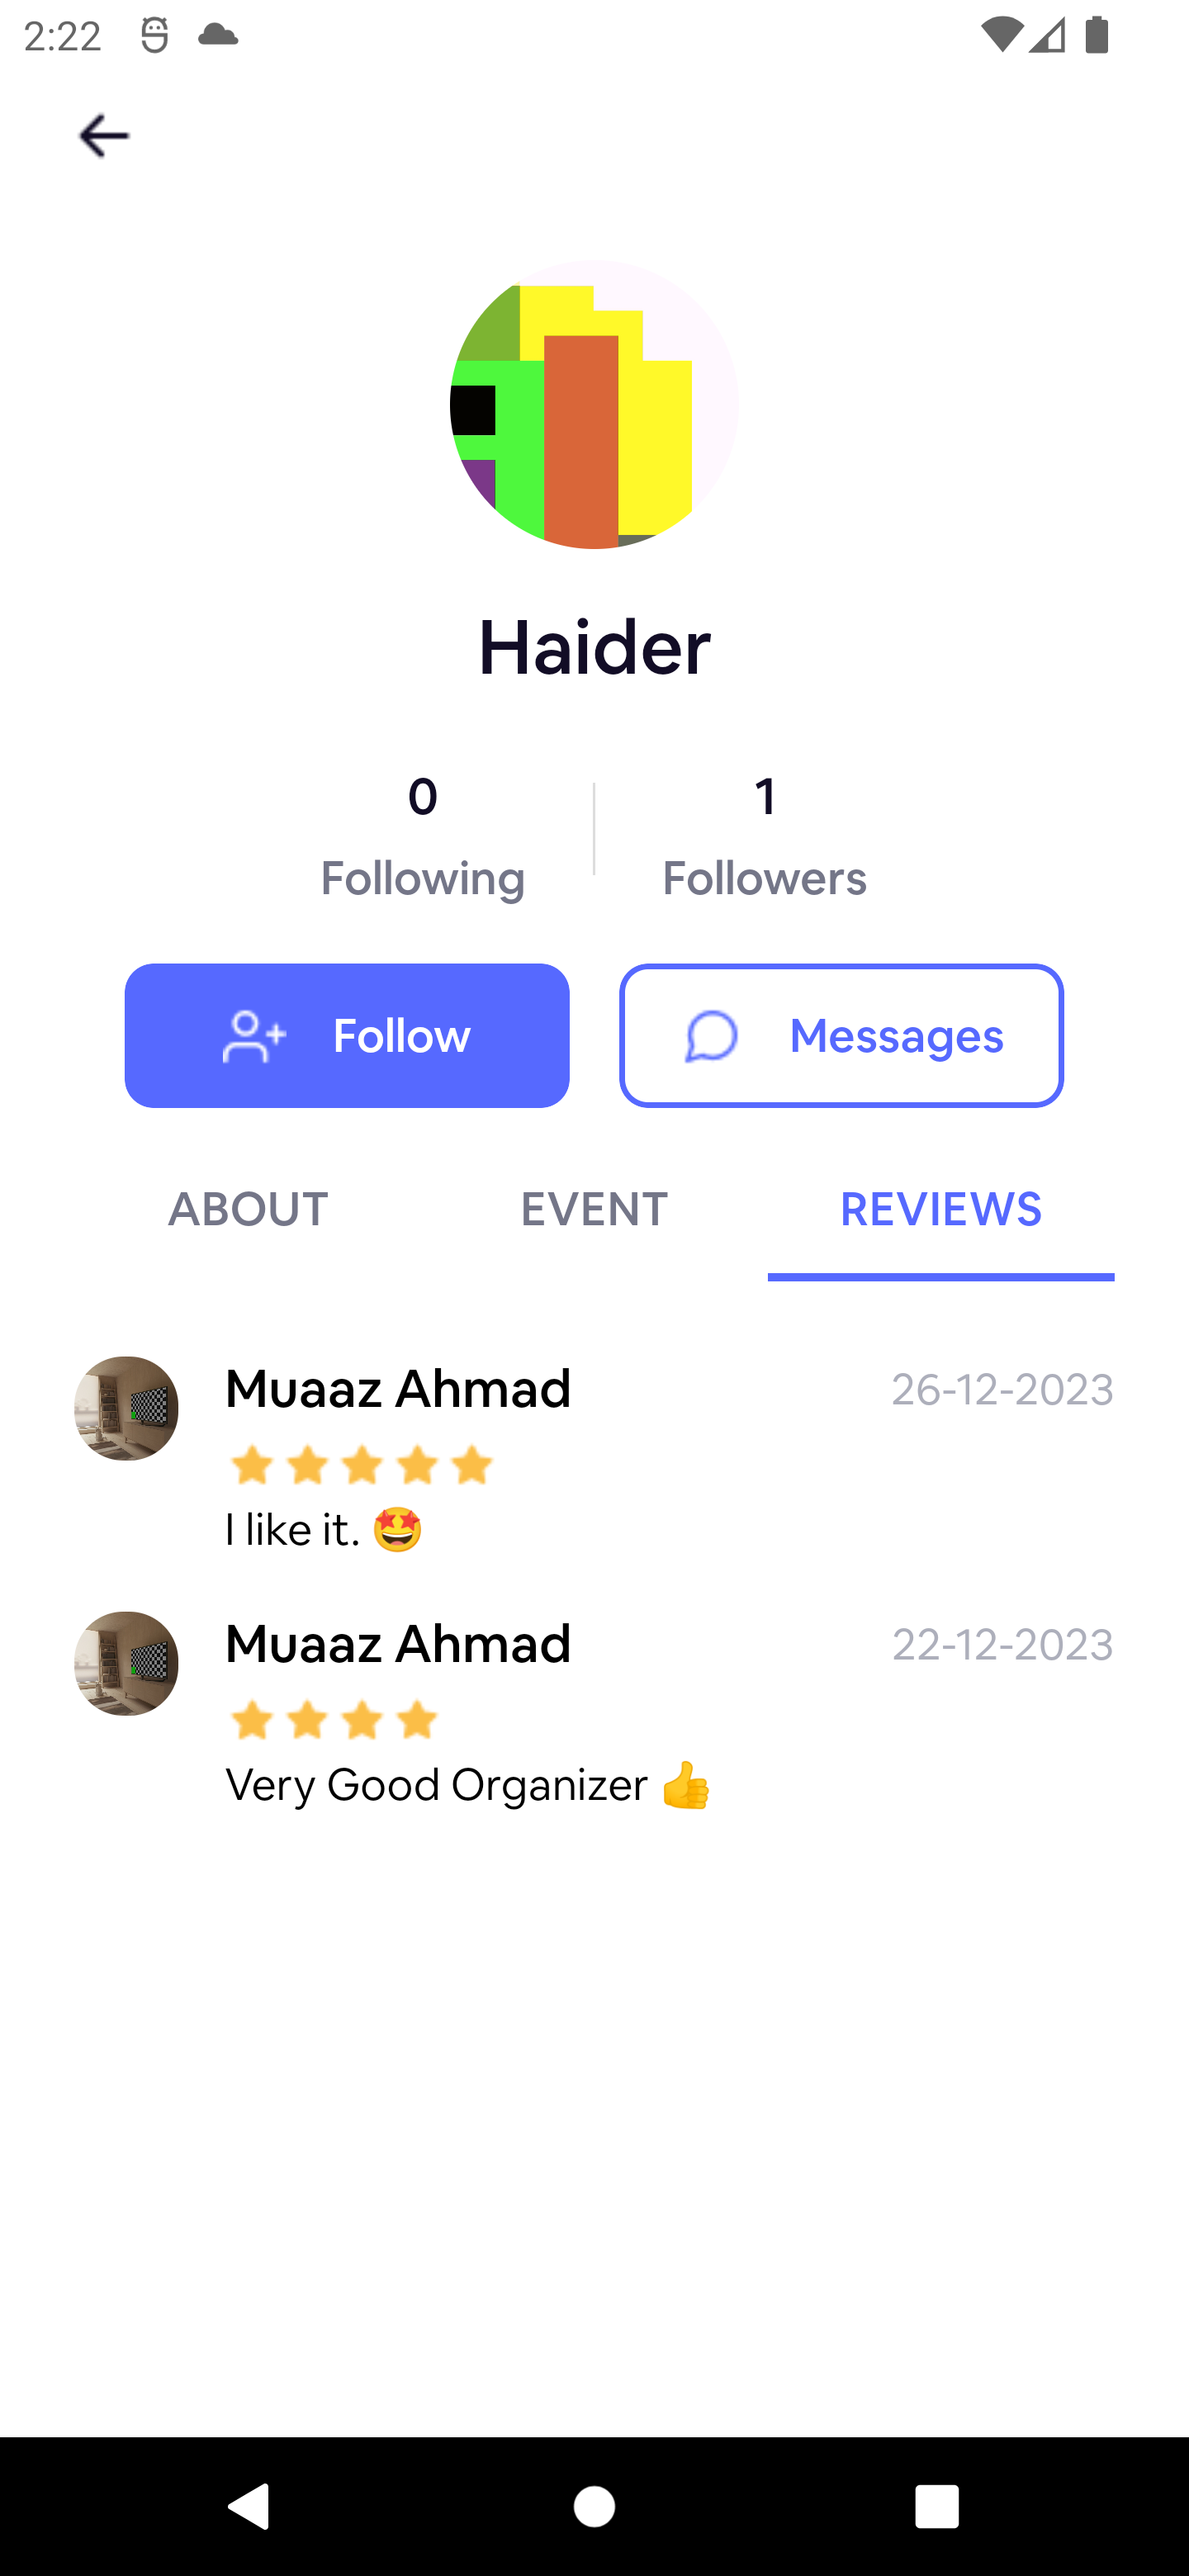 2:22
Haider
0 1
Following Followers
Follow Messages
ABOUT EVENT REVIEWS
Muaaz Ahmad 26-12-2023
I like it. 🤩
Muaaz Ahmad 22-12-2023
Very Good Organizer 👍